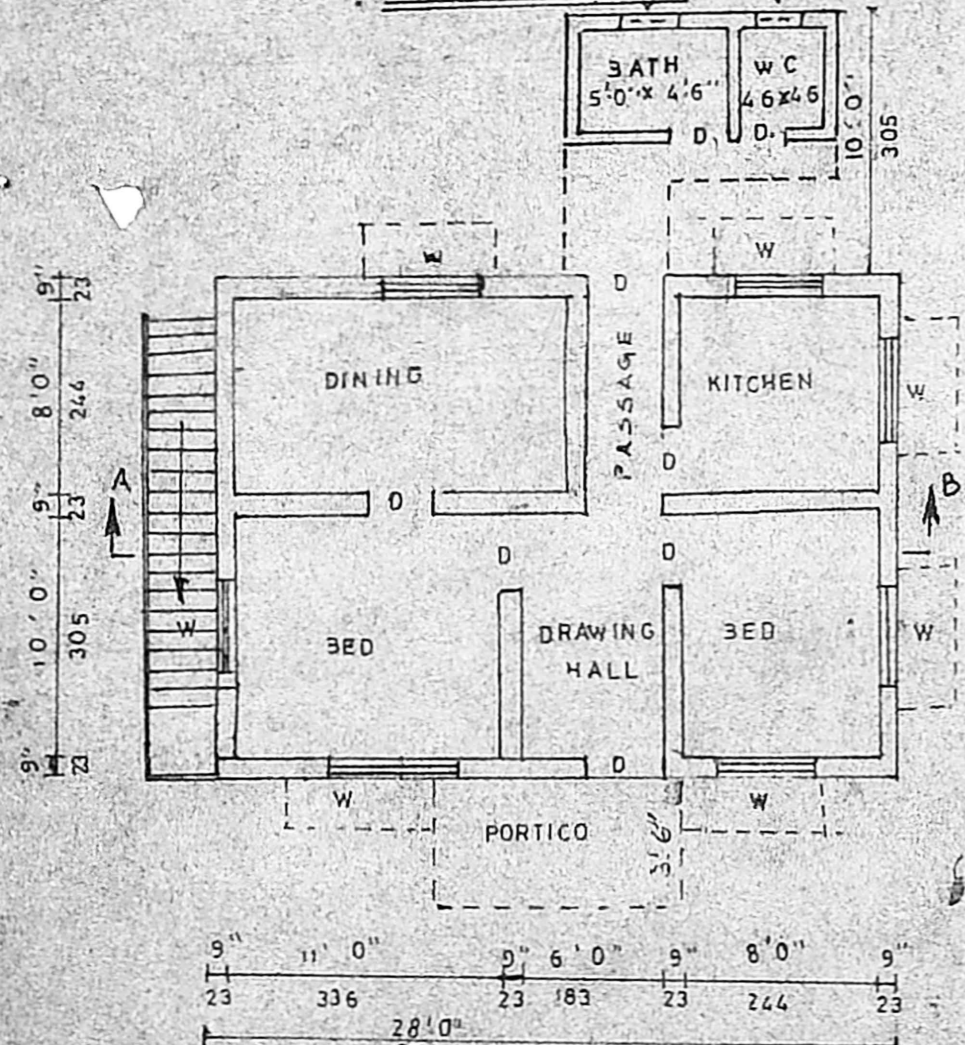 BATH
5'-0" x 4'6"
W C
4 6 x 4 6
D
D.
10'-0"
305
W
W
D
9"
23
DINING
PASSAGE
KITCHEN
W
8'0"
244
D
A
9"
23
D
B
D
D
10'0"
305
W
BED
DRAWING
HALL
BED
W
9"
23
D
W
W
PORTICO
3'6"
9"
11' 0"
9"
6'0"
9"
8'0"
9"
23
336
23
183
23
244
23
28'0"